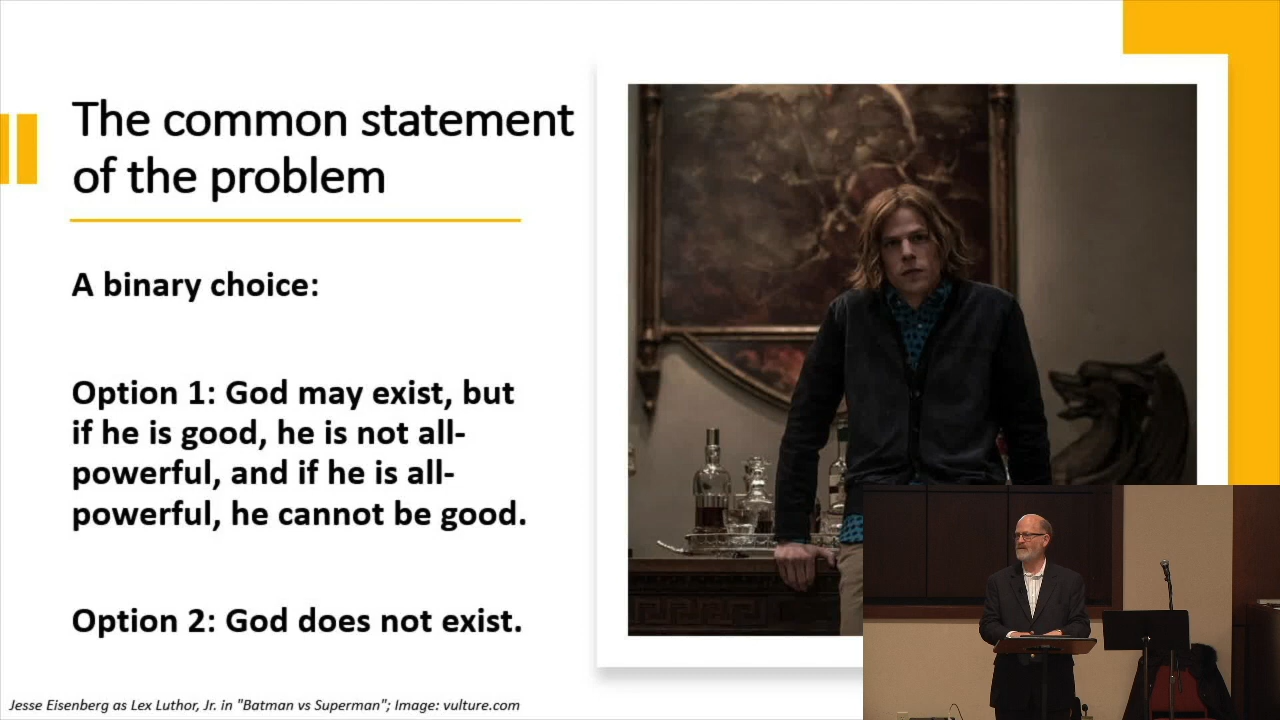 The common statement
of the problem
A binary choice:
Option 1: God may exist, but
if he is good, he is not all-
powerful, and if he is all-
powerful, he cannot be good.
Option 2: God does not exist.
Jesse Eisenberg as Lex Luthor, Jr. in "Batman vs Superman"; Image: vulture.com